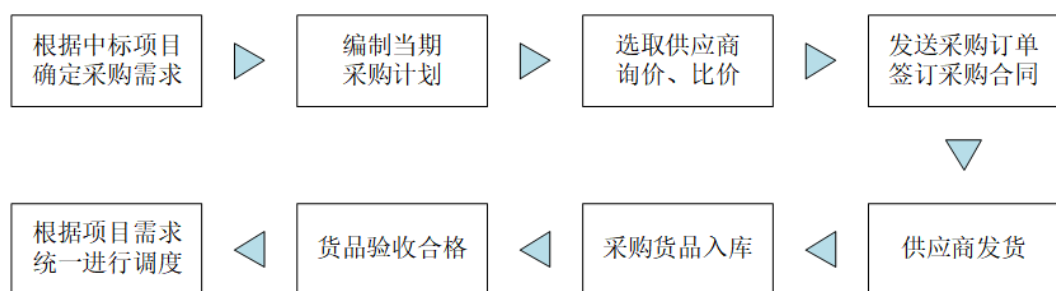 根据中标项目
确定采购需求
编制当期
采购计划
选取供应商
询价、比价
发送采购订单
签订采购合同
供应商发货
采购货品入库
货品验收合格
根据项目需求
统一进行调度